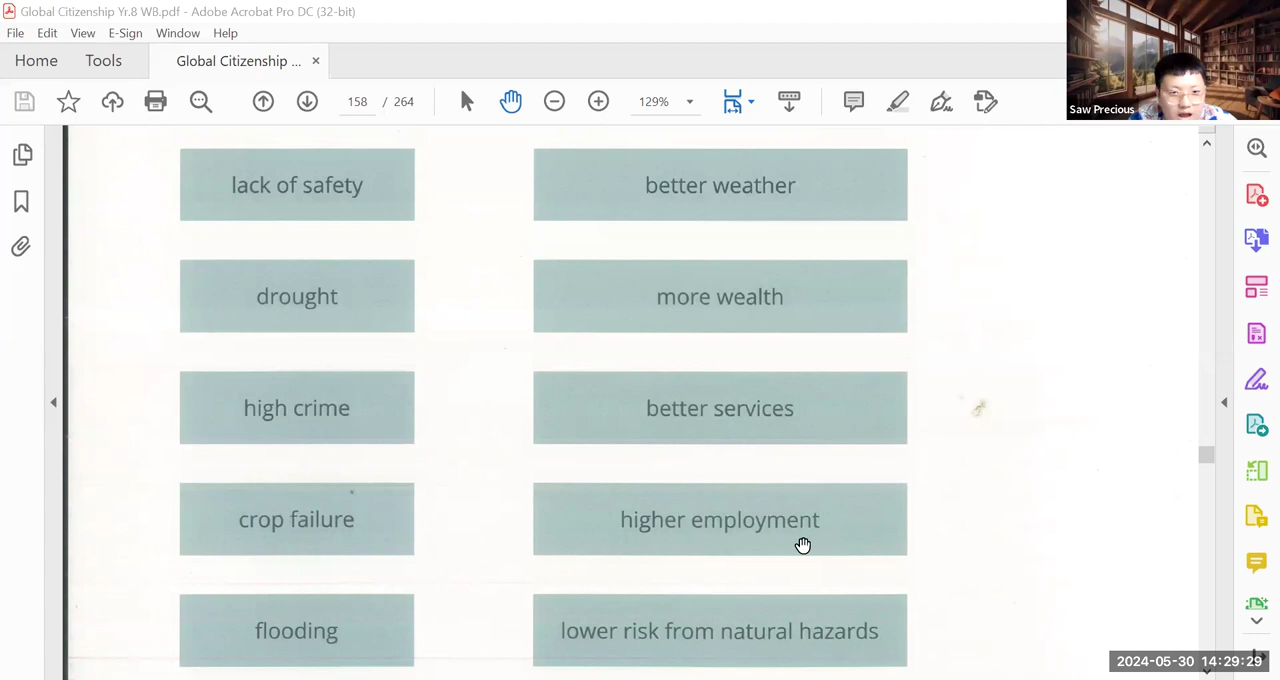 Global Citizenship Yr.8 WB.pdf - Adobe Acrobat Pro DC (32-bit)
File Edit View E-Sign Window Help
Home Tools Global Citizenship ... ×
158 / 264 129%
Saw Precious
lack of safety better weather
drought more wealth
high crime better services
crop failure higher employment
flooding lower risk from natural hazards
2024-05-30 14:29:29